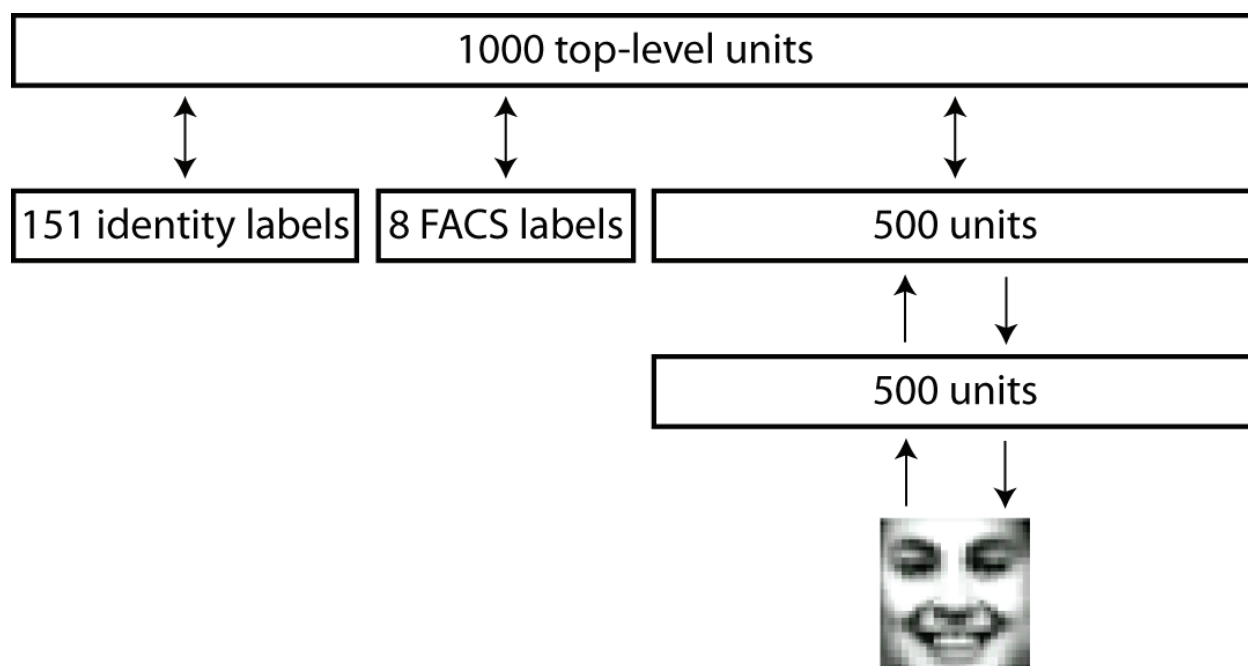 1000 top-level units
151 identity labels
8 FACS labels
500 units
500 units